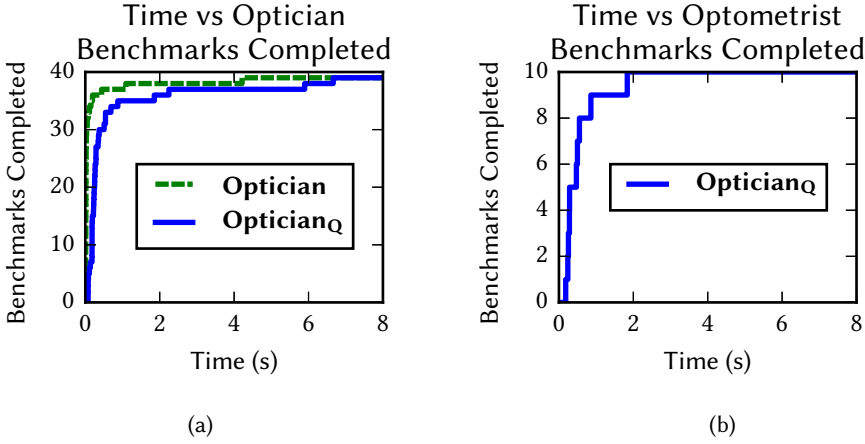 Time vs Optician
Benchmarks Completed
Benchmarks Completed
40
30
20
10
0
Optician
OpticianQ
0 2 4 6 8
Time (s)
(a)
Time vs Optometrist
Benchmarks Completed
Benchmarks Completed
10
8
6
4
2
0
OpticianQ
0 2 4 6 8
Time (s)
(b)